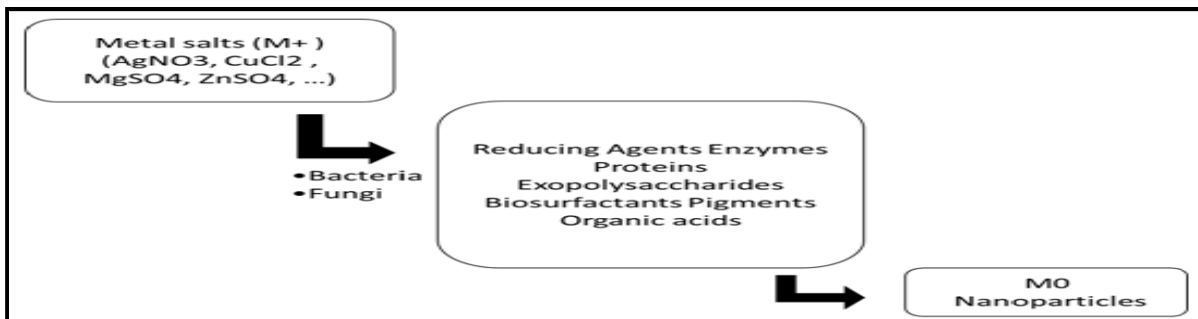 Metal salts (M+ )
(AgNO3, CuCl2 ,
MgSO4, ZnSO4, ...)
•Bacteria
•Fungi
Reducing Agents Enzymes
Proteins
Exopolysaccharides
Biosurfactants Pigments
Organic acids
M0
Nanoparticles